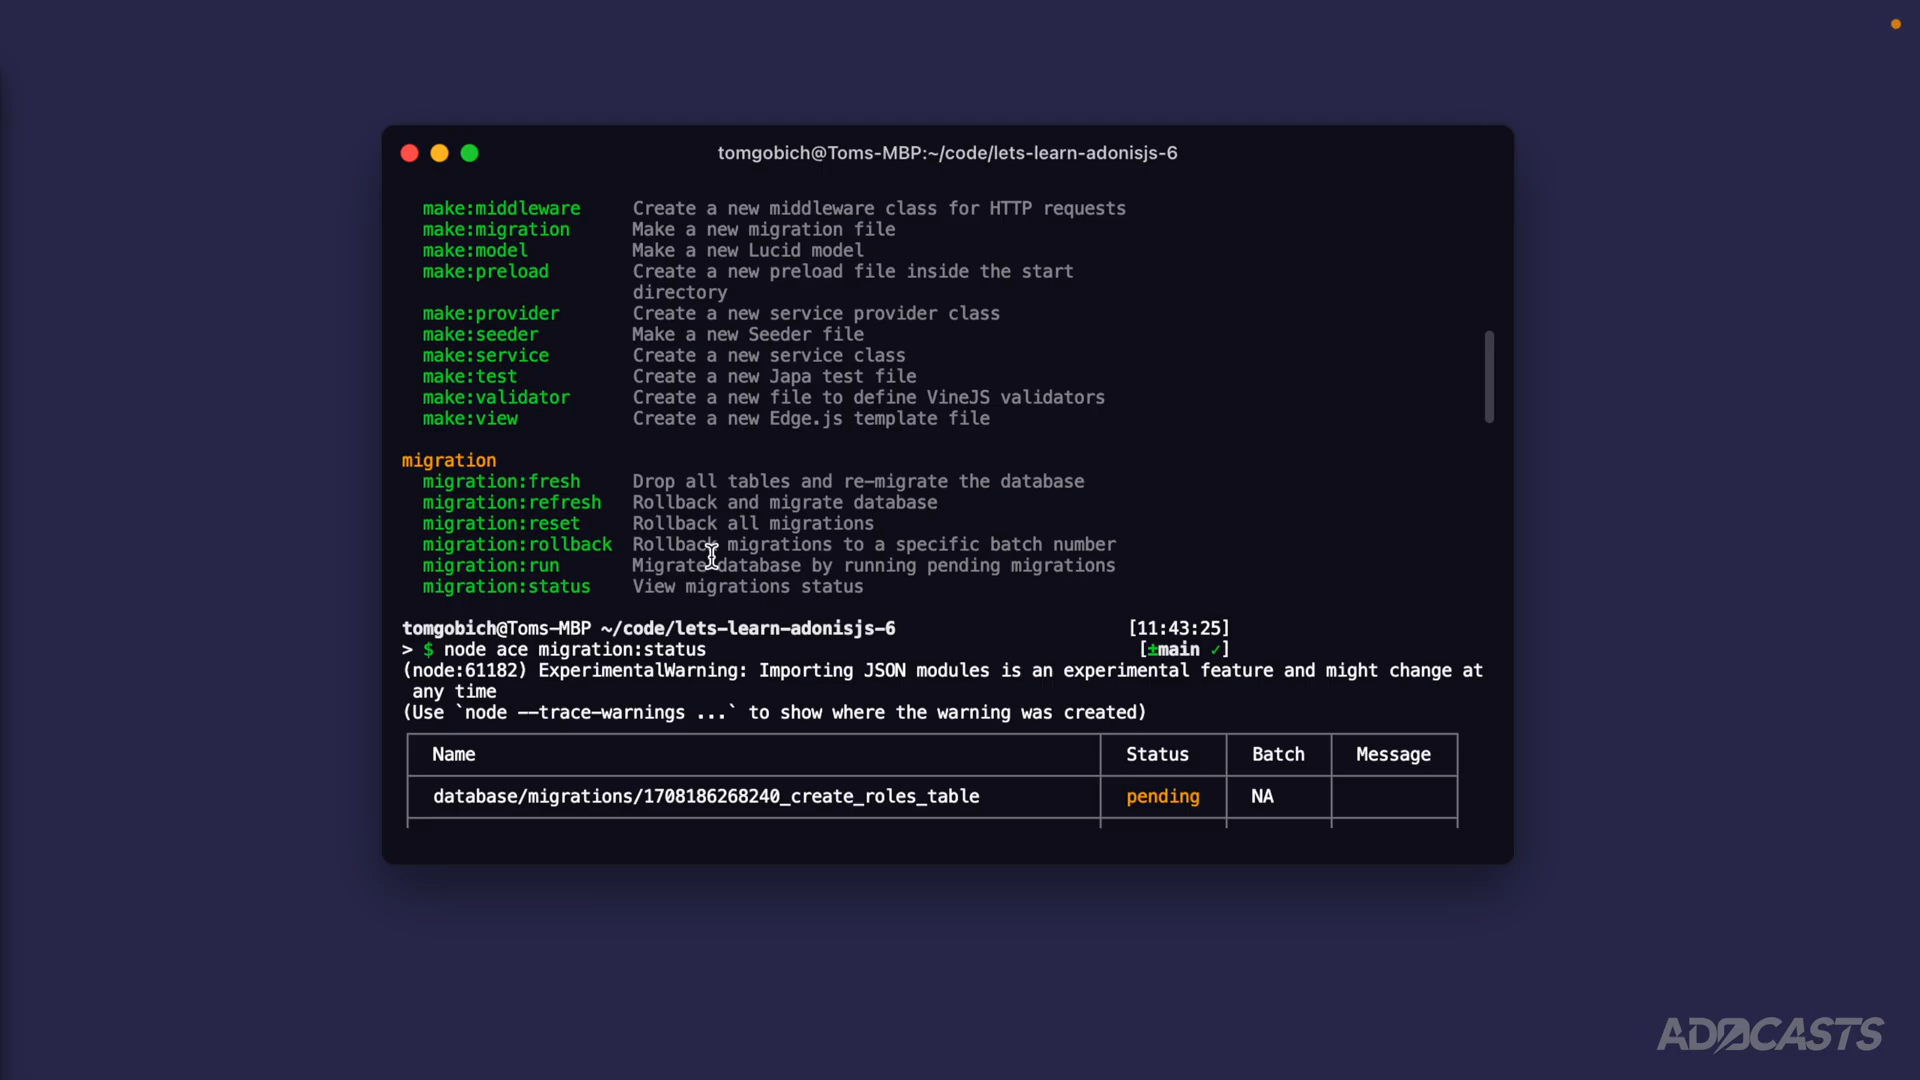 tomgobich@Toms-MBP:~/code/lets-learn-adonisjs-6
make:middleware Create a new middleware class for HTTP requests
make:migration Make a new migration file
make:model Make a new Lucid model
make:preload Create a new preload file inside the start
directory
make:provider Create a new service provider class
make:seeder Make a new Seeder file
make:service Create a new service class
make:test Create a new Japa test file
make:validator Create a new file to define VineJS validators
make:view Create a new Edge.js template file
migration
migration:fresh Drop all tables and re-migrate the database
migration:refresh Rollback and migrate database
migration:reset Rollback all migrations
migration:rollback Rollback migrations to a specific batch number
migration:run Migrate database by running pending migrations
migration:status View migrations status
tomgobich@Toms-MBP ~/code/lets-learn-adonisjs-6 [11:43:25]
> $ node ace migration:status [±main ✓]
(node:61182) ExperimentalWarning: Importing JSON modules is an experimental feature and might change at
any time
(Use `node --trace-warnings ...` to show where the warning was created)
Name Status Batch Message
database/migrations/1708186268240_create_roles_table pending NA
ADOCASTS